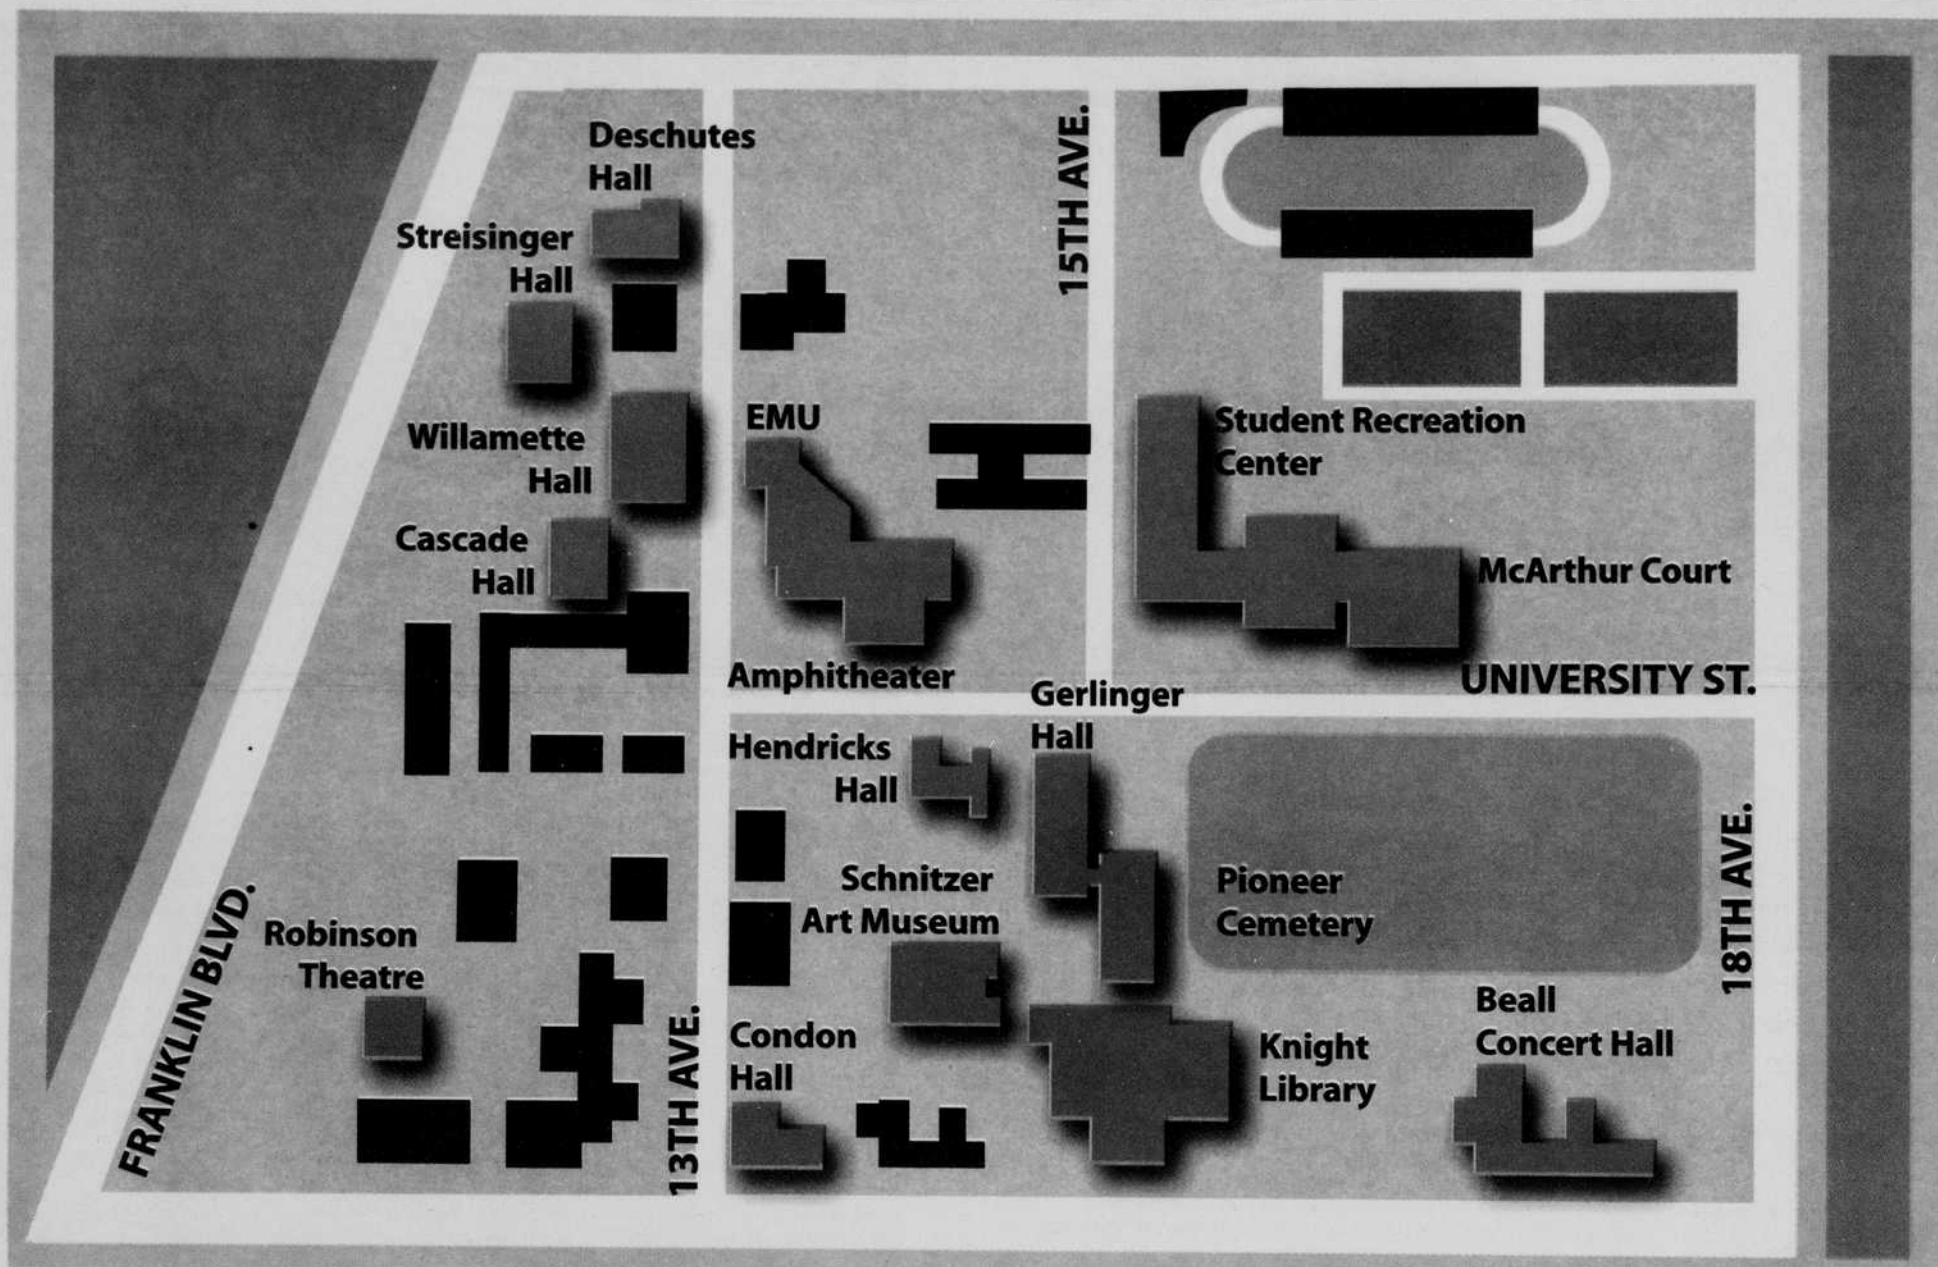 Deschutes
Hall
Streisinger
Hall
15TH AVE.
EMU
Willamette
Hall
Student Recreation
Center
Cascade
Hall
McArthur Court
Amphitheater
UNIVERSITY ST.
Gerlinger
Hall
Hendricks
Hall
Schnitzer
Art Museum
Pioneer
Cemetery
18TH AVE.
FRANKLIN BLVD.
Robinson
Theatre
13TH AVE.
Condon
Hall
Knight
Library
Beall
Concert Hall